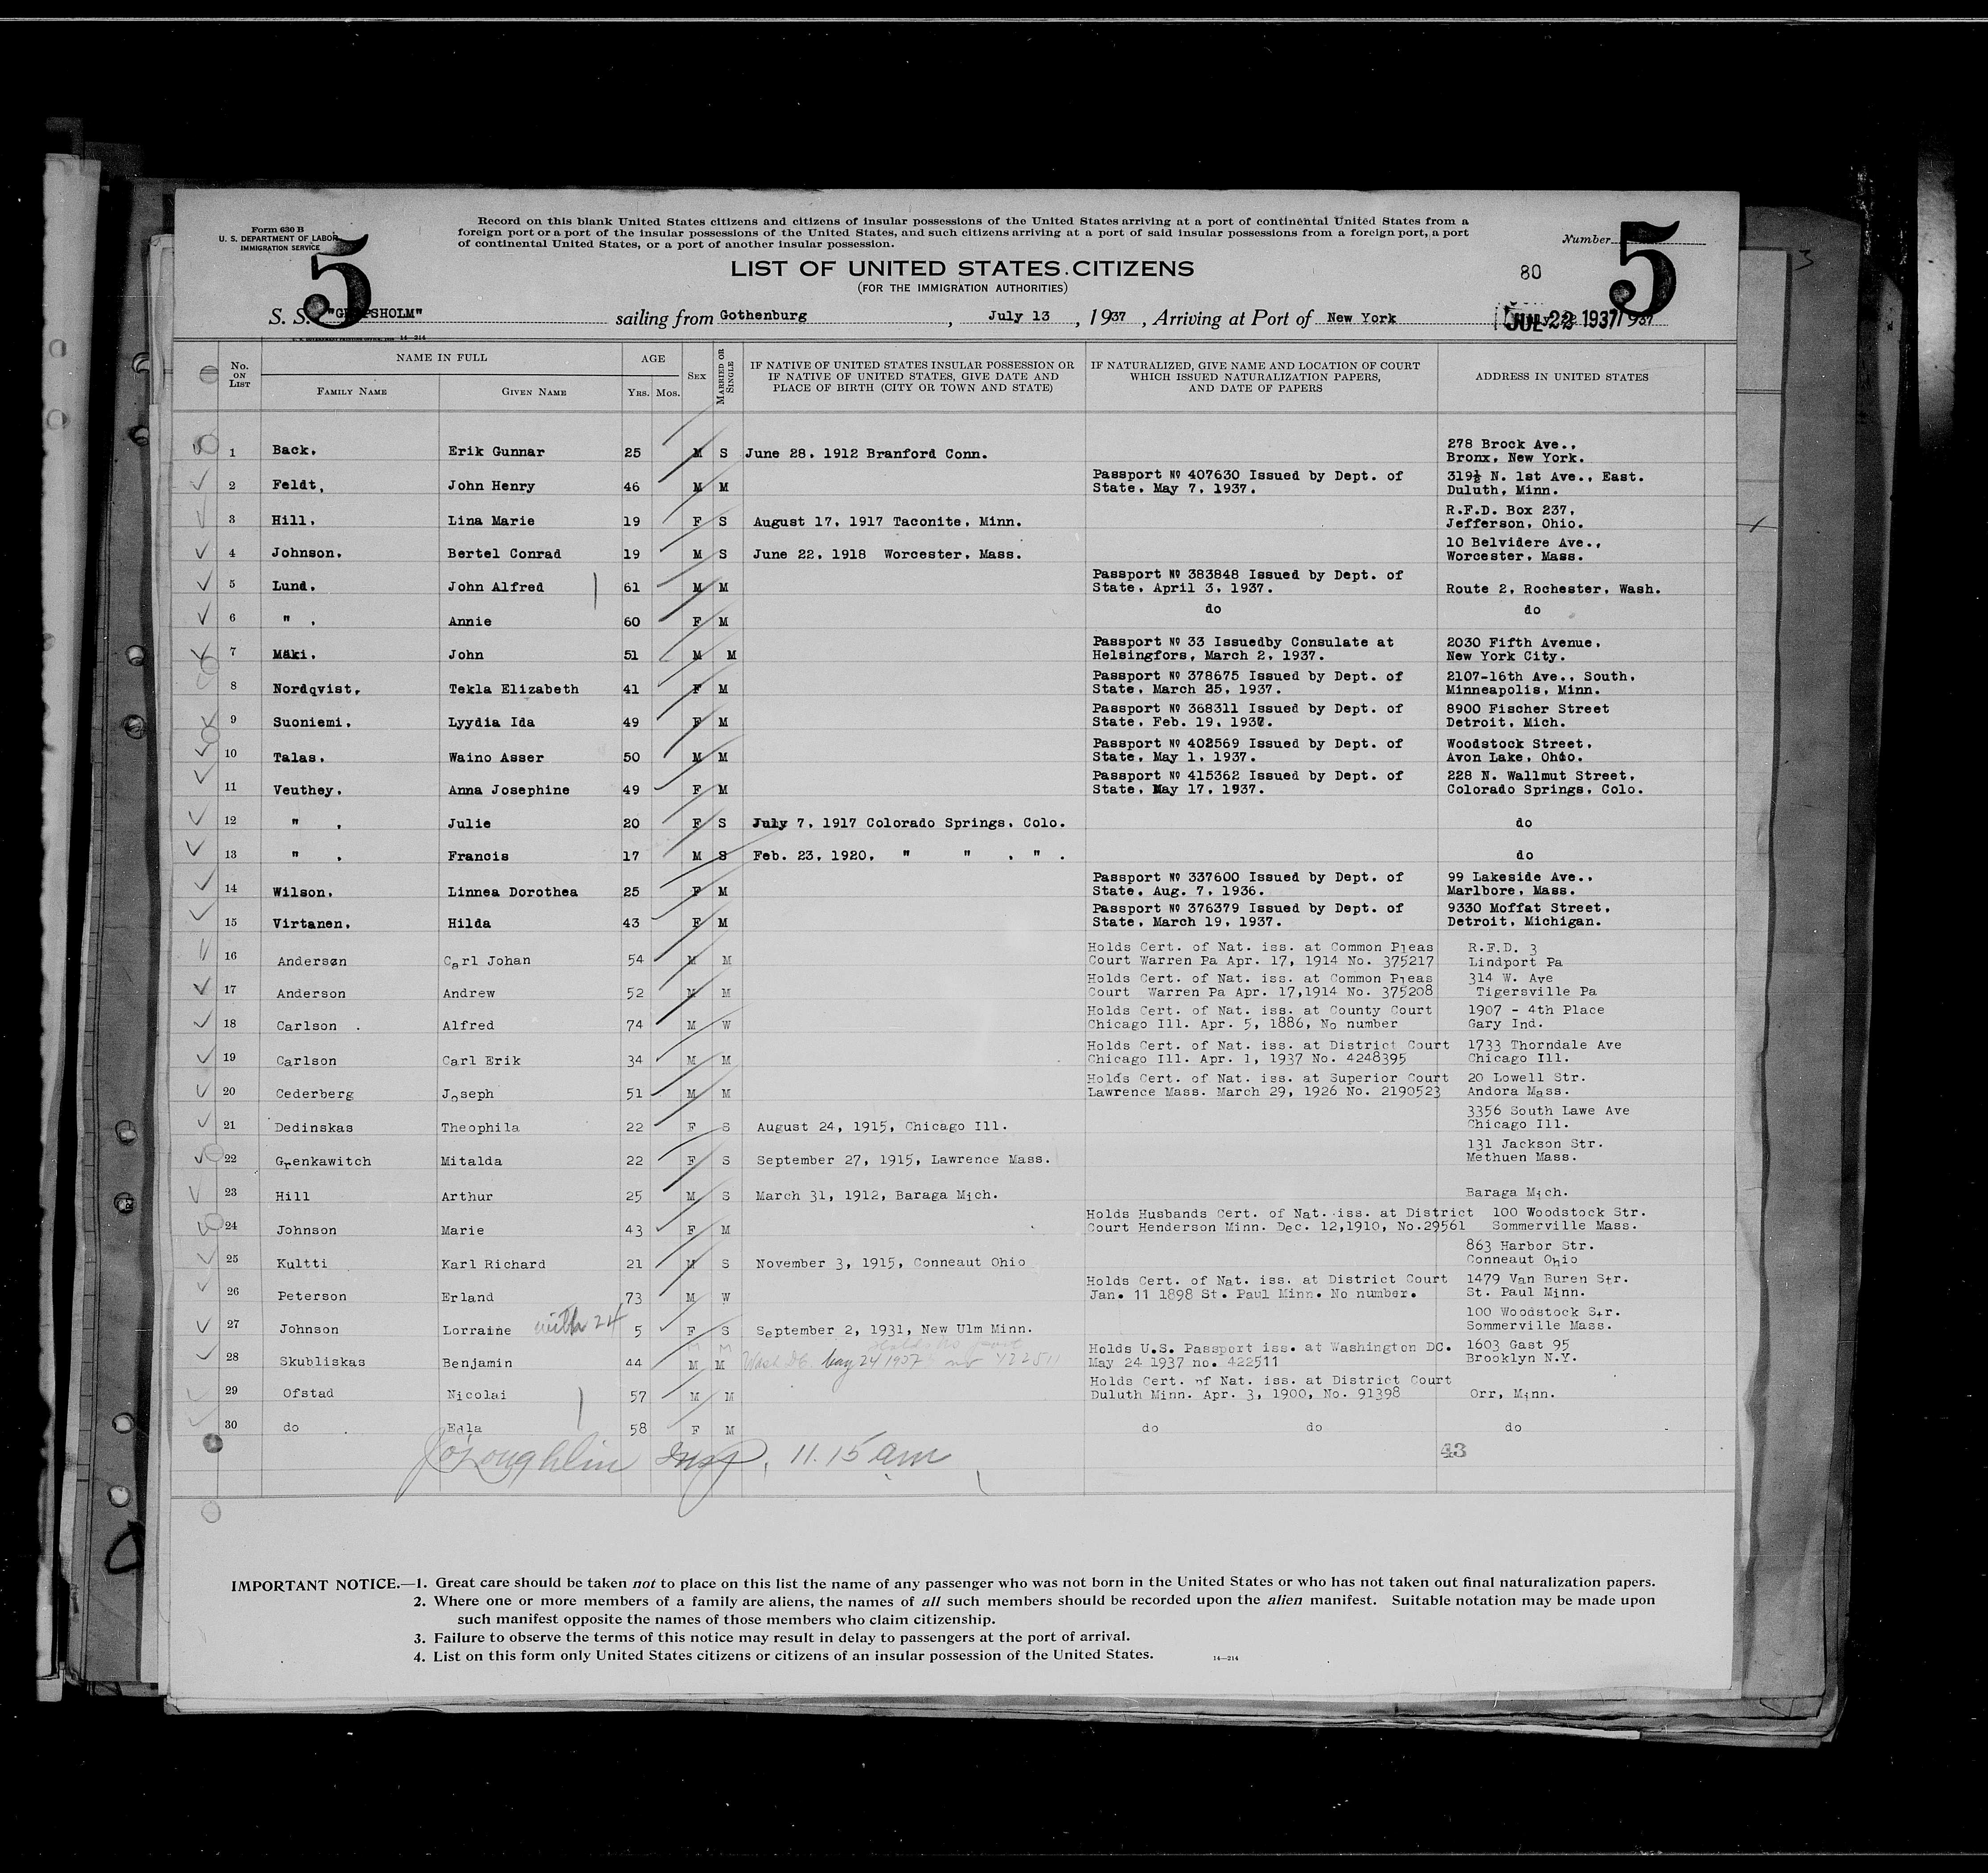 Form 630 B
U. S. DEPARTMENT OF LABOR
IMMIGRATION SERVICE
5
Record on this blank United States citizens and citizens of insular possessions of the United States arriving at a port of continental United States from a
foreign port or a port of the insular possessions of the United States, and such citizens arriving at a port of said insular possessions from a foreign port, a port
of continental United States, or a port of another insular possession.
Number 5
LIST OF UNITED STATES CITIZENS
(FOR THE IMMIGRATION AUTHORITIES)
80
S. S. "GRIPSHOLM" sailing from Gothenburg, July 13, 1937, Arriving at Port of New York JUL 22 1937 1937
14—214
No. ON LIST NAME IN FULL FAMILY NAME GIVEN NAME AGE YRS. MOS. SEX MARRIED OR SINGLE IF NATIVE OF UNITED STATES INSULAR POSSESSION OR IF NATIVE OF UNITED STATES, GIVE DATE AND PLACE OF BIRTH (CITY OR TOWN AND STATE) IF NATURALIZED, GIVE NAME AND LOCATION OF COURT WHICH ISSUED NATURALIZATION PAPERS, AND DATE OF PAPERS ADDRESS IN UNITED STATES
1 Back, Erik Gunnar 25 M S June 28, 1912 Branford Conn. 278 Brock Ave., Bronx, New York.
2 Feldt, John Henry 46 M M Passport № 407630 Issued by Dept. of State, May 7, 1937. 319½ N. 1st Ave., East. Duluth, Minn.
3 Hill, Lina Marie 19 F S August 17, 1917 Taconite, Minn. R.F.D. Box 237, Jefferson, Ohio.
4 Johnson, Bertel Conrad 19 M S June 22, 1918 Worcester, Mass. 10 Belvidere Ave., Worcester, Mass.
5 Lund, John Alfred 61 M M Passport № 383848 Issued by Dept. of State, April 3, 1937. Route 2, Rochester, Wash.
6 " , Annie 60 F M do do
7 Mäki, John 51 M M Passport № 33 Issuedby Consulate at Helsingfors, March 2, 1937. 2030 Fifth Avenue, New York City.
8 Nordqvist, Tekla Elizabeth 41 F M Passport № 378675 Issued by Dept. of State, March 25, 1937. 2107-16th Ave., South, Minneapolis, Minn.
9 Suoniemi, Lyydia Ida 49 F M Passport № 368311 Issued by Dept. of State, Feb. 19, 1937. 8900 Fischer Street Detroit, Mich.
10 Talas, Waino Asser 50 M M Passport № 402569 Issued by Dept. of State, May 1, 1937. Woodstock Street, Avon Lake, Ohio.
11 Veuthey, Anna Josephine 49 F M Passport № 415362 Issued by Dept. of State, May 17, 1937. 228 N. Wallmut Street, Colorado Springs, Colo.
12 " , Julie 20 F S July 7, 1917 Colorado Springs, Colo. do
13 " , Francis 17 M S Feb. 23, 1920, " " , " . do
14 Wilson, Linnea Dorothea 25 F M Passport № 337600 Issued by Dept. of State, Aug. 7, 1936. 99 Lakeside Ave., Marlbore, Mass.
15 Virtanen, Hilda 43 F M Passport № 376379 Issued by Dept. of State, March 19, 1937. 9330 Moffat Street, Detroit, Michigan.
16 Anderson Carl Johan 54 M M Holds Cert. of Nat. iss. at Common Pleas Court Warren Pa Apr. 17, 1914 No. 375217 R.F.D. 3 Lindport Pa
17 Anderson Andrew 52 M M Holds Cert. of Nat. iss. at Common Pleas Court Warren Pa Apr. 17,1914 No. 375208 314 W. Ave Tigersville Pa
18 Carlson . Alfred 74 M W Holds Cert. of Nat. iss. at County Court Chicago Ill. Apr. 5, 1886, No number 1907 - 4th Place Gary Ind.
19 Carlson Carl Erik 34 M M Holds Cert. of Nat. iss. at District Court Chicago Ill. Apr. 1, 1937 No. 4248395 1733 Thorndale Ave Chicago Ill.
20 Cederberg Joseph 51 M M Holds Cert. of Nat. iss. at Superior Court Lawrence Mass. March 29, 1926 No. 2190523 20 Lowell Str. Andora Mass.
21 Dedinskas Theophila 22 F S August 24, 1915, Chicago Ill. 3356 South Lawe Ave Chicago Ill.
22 Grenkawitch Mitalda 22 F S September 27, 1915, Lawrence Mass. 131 Jackson Str. Methuen Mass.
23 Hill Arthur 25 M S March 31, 1912, Baraga Mich. Baraga Mich.
24 Johnson Marie 43 F M Holds Husbands Cert. of Nat. iss. at District Court Henderson Minn. Dec. 12,1910, No.29561 100 Woodstock Str. Sommerville Mass.
25 Kultti Karl Richard 21 M S November 3, 1915, Conneaut Ohio 863 Harbor Str. Conneaut Ohio
26 Peterson Erland 73 M W Holds Cert. of Nat. iss. at District Court Jan. 11 1898 St. Paul Minn. No number. 1479 Van Buren Str. St. Paul Minn.
27 Johnson Lorraine with 24 5 F S September 2, 1931, New Ulm Minn. 100 Woodstock Str. Sommerville Mass.
28 Skubliskas Benjamin 44 M M Wash DC. May 24 1937 no 422511 Holds U.S. Passport iss. at Washington DC. May 24 1937 no. 422511 1603 Gast 95 Brooklyn N.Y.
29 Ofstad Nicolai 57 M M Holds Cert. of Nat. iss. at District Court Duluth Minn. Apr. 3, 1900, No. 91398 Orr, Minn.
30 do Edla 58 F M do do do
J O'Loughlin Insp. 11.15 am
43
IMPORTANT NOTICE.—1. Great care should be taken not to place on this list the name of any passenger who was not born in the United States or who has not taken out final naturalization papers.
2. Where one or more members of a family are aliens, the names of all such members should be recorded upon the alien manifest. Suitable notation may be made upon
such manifest opposite the names of those members who claim citizenship.
3. Failure to observe the terms of this notice may result in delay to passengers at the port of arrival.
4. List on this form only United States citizens or citizens of an insular possession of the United States.
14—214